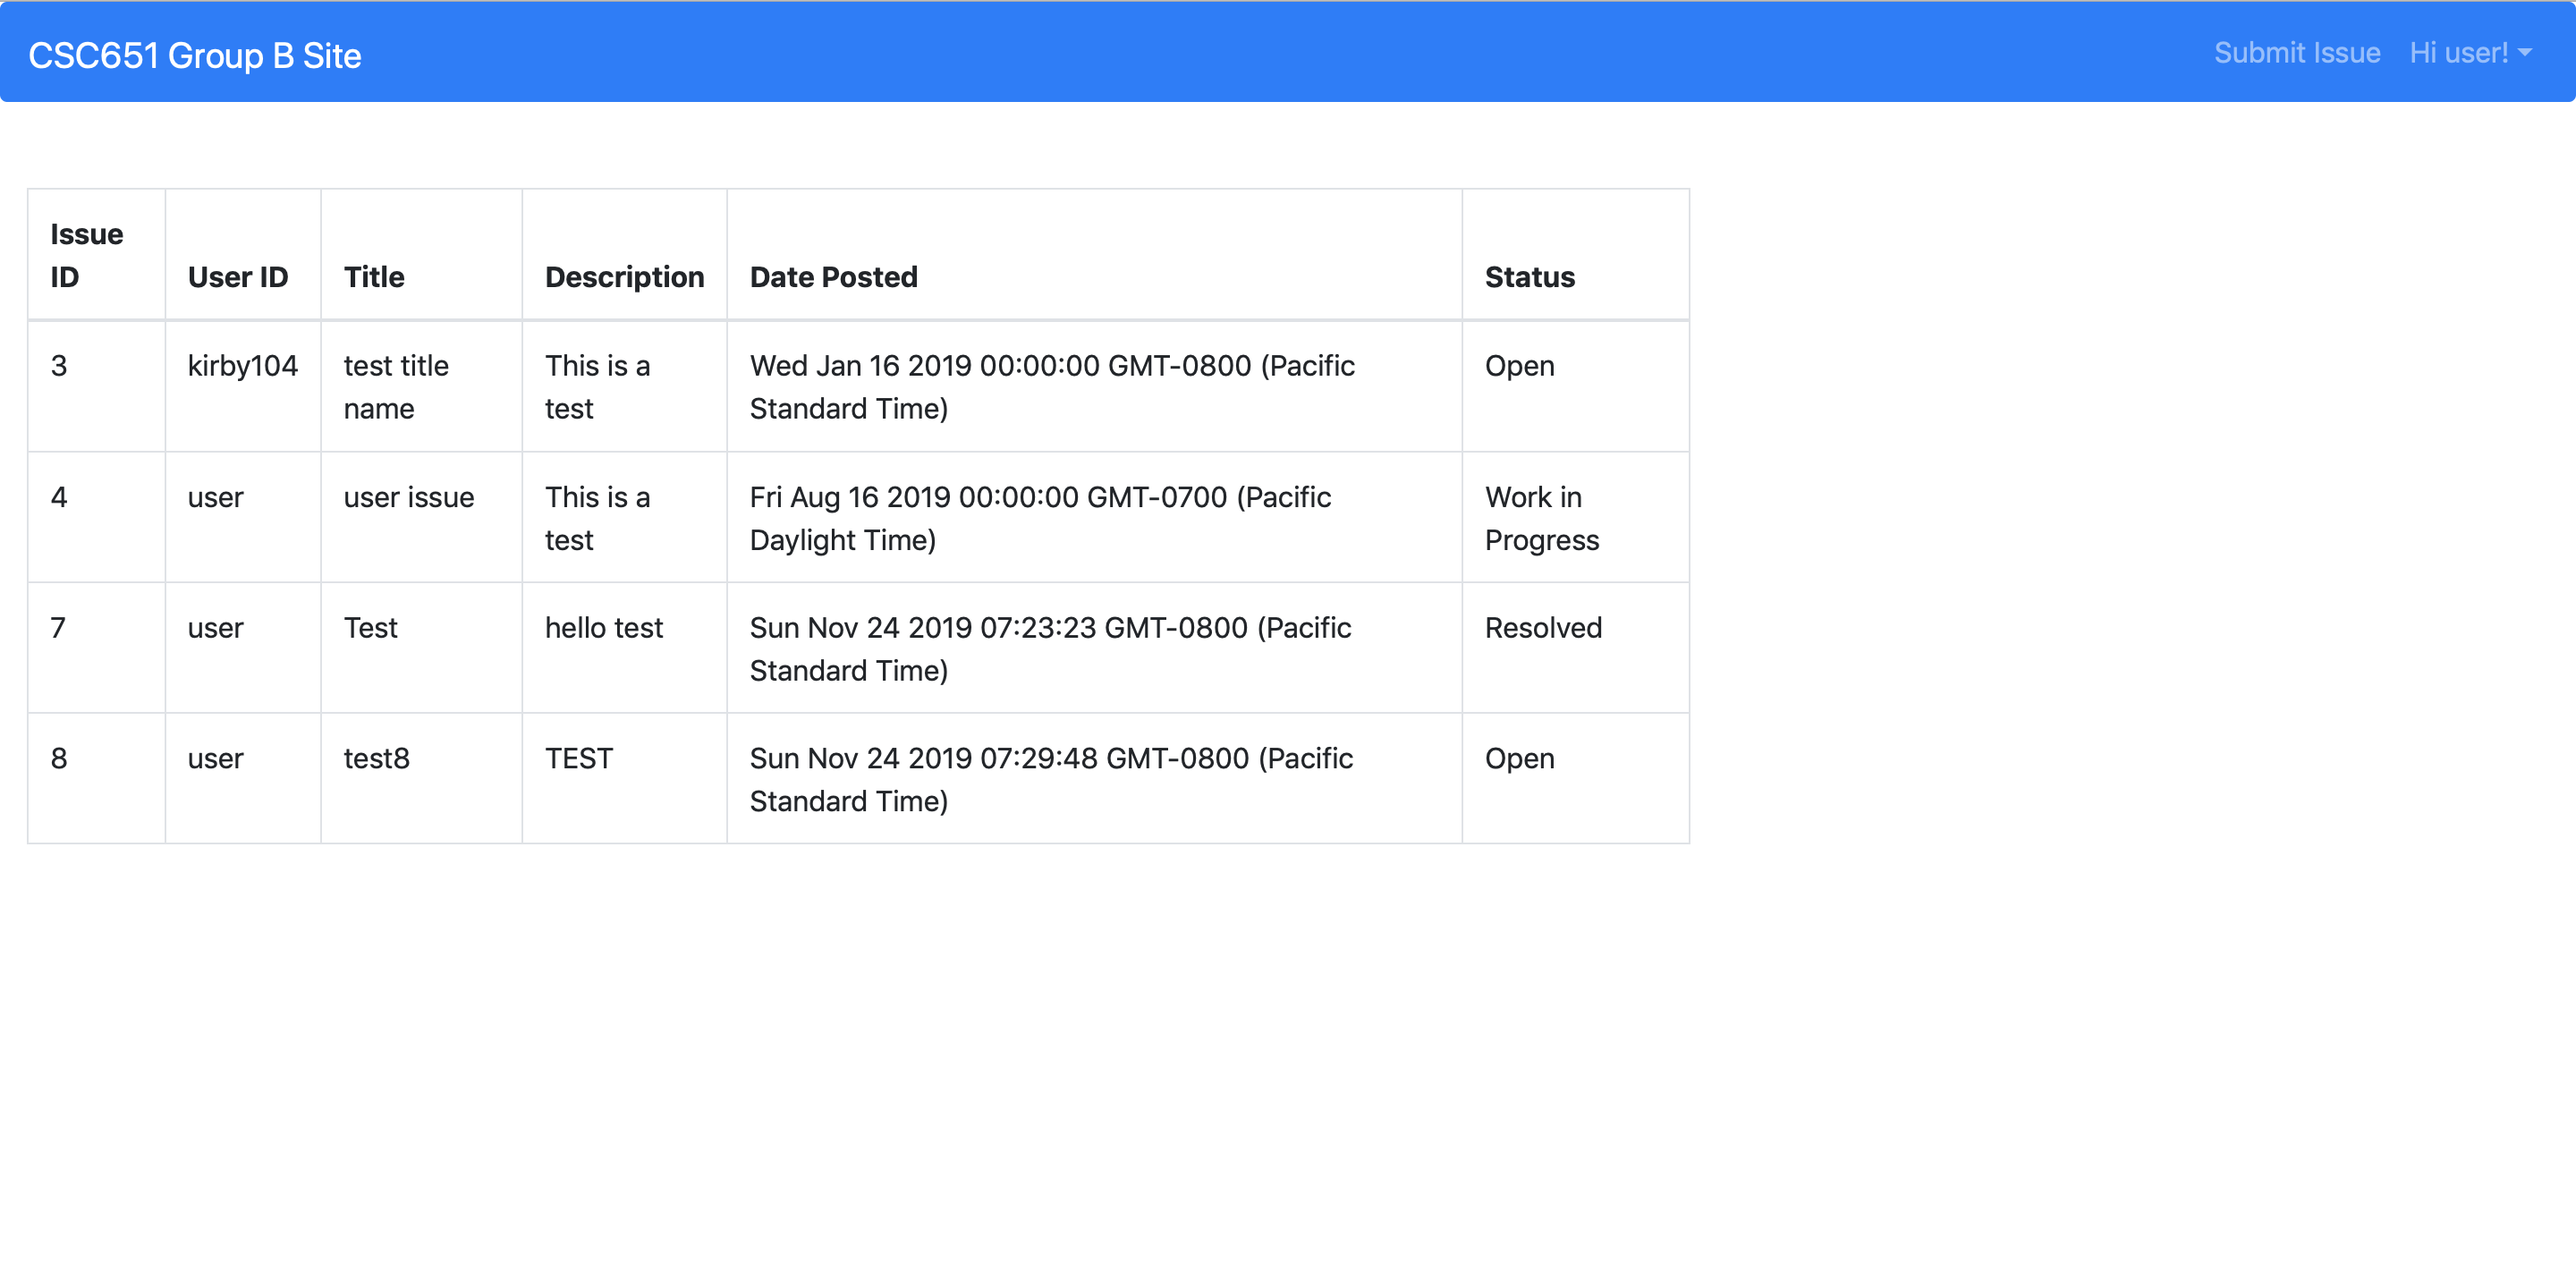 CSC651 Group B Site
Submit Issue Hi user!
Issue ID User ID Title Description Date Posted Status
3 kirby104 test title name This is a test Wed Jan 16 2019 00:00:00 GMT-0800 (Pacific Standard Time) Open
4 user user issue This is a test Fri Aug 16 2019 00:00:00 GMT-0700 (Pacific Daylight Time) Work in Progress
7 user Test hello test Sun Nov 24 2019 07:23:23 GMT-0800 (Pacific Standard Time) Resolved
8 user test8 TEST Sun Nov 24 2019 07:29:48 GMT-0800 (Pacific Standard Time) Open